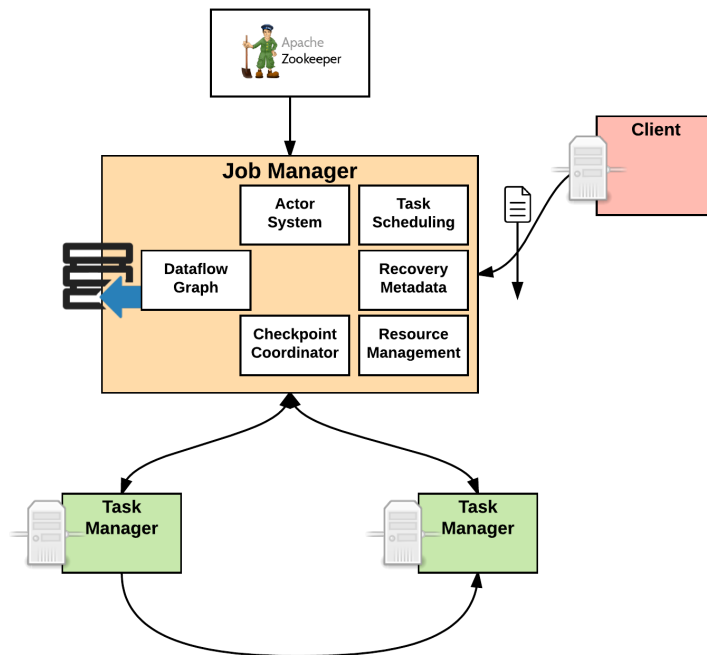 Apache
Zookeeper
Client
Job Manager
Actor
System
Task
Scheduling
Dataflow
Graph
Recovery
Metadata
Checkpoint
Coordinator
Resource
Management
Task
Manager
Task
Manager